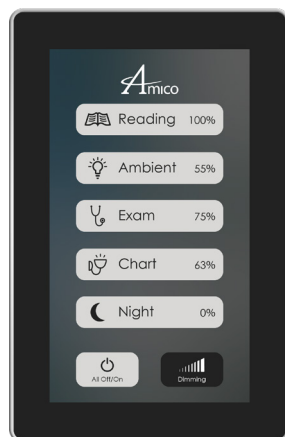 Amico
Reading 100%
Ambient 55%
Exam 75%
Chart 63%
Night 0%
All Off/On
Dimming